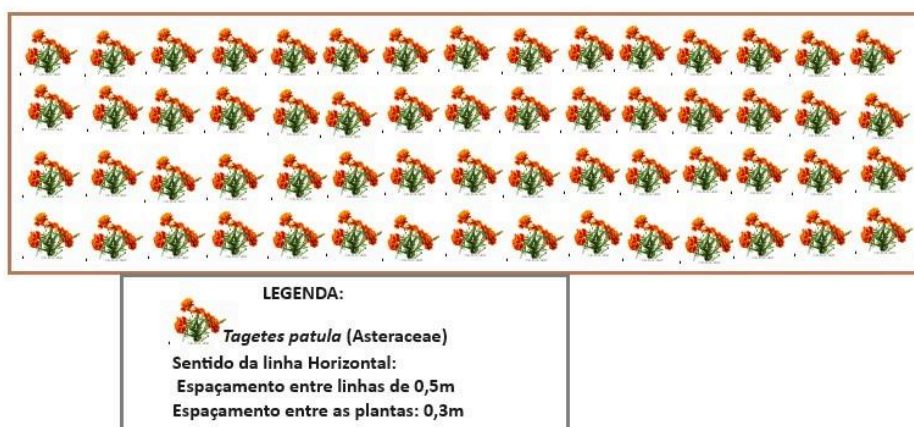 LEGENDA:
Tagetes patula (Asteraceae)
Sentido da linha Horizontal:
Espaçamento entre linhas de 0,5m
Espaçamento entre as plantas: 0,3m